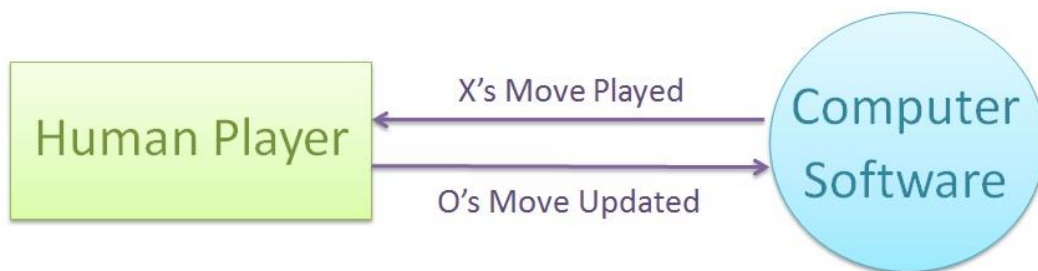 Human Player
X's Move Played
O's Move Updated
Computer
Software